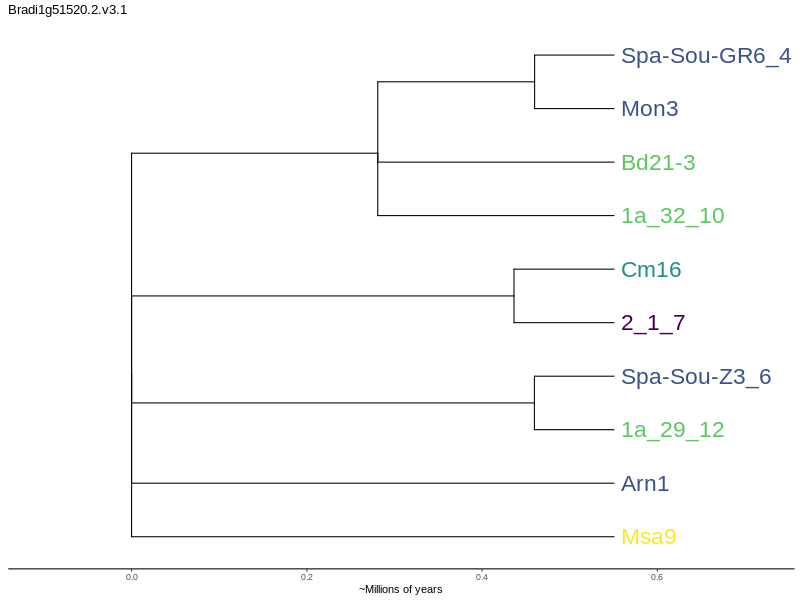 Bradi1g51520.2.v3.1
Spa-Sou-GR6_4
Mon3
Bd21-3
1a_32_10
Cm16
2_1_7
Spa-Sou-Z3_6
1a_29_12
Arn1
Msa9
0.0 0.2 0.4 0.6
~Millions of years